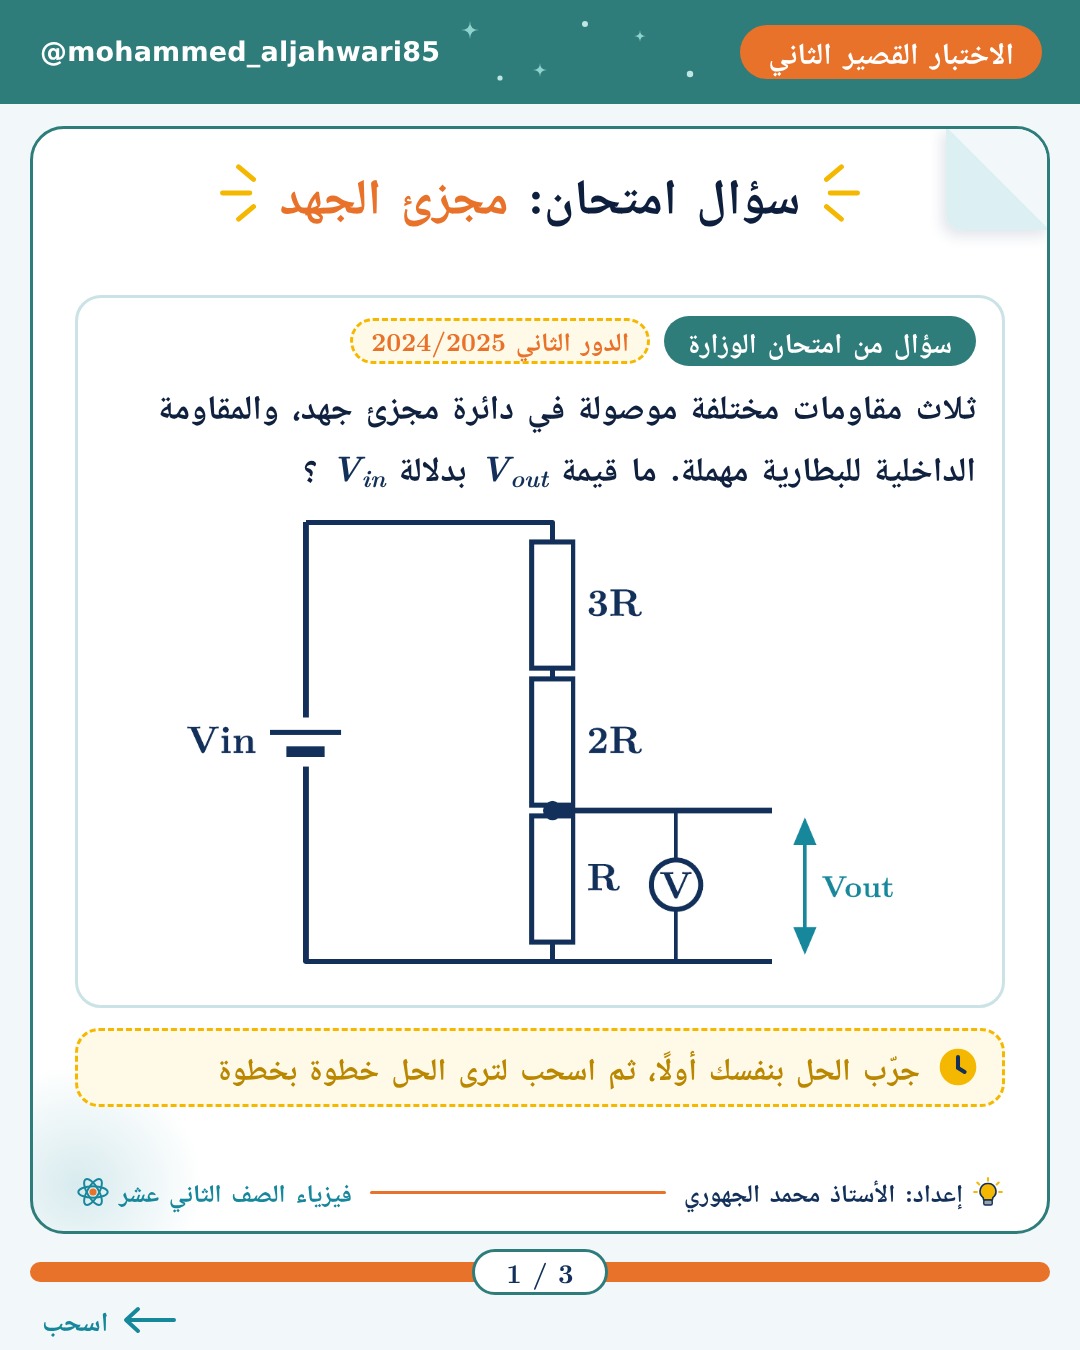 الاختبار القصير الثاني
@mohammed_aljahwari85
سؤال امتحان: مجزئ الجهد
سؤال من امتحان الوزارة
الدور الثاني 2024/2025
ثلاث مقاومات مختلفة موصولة في دائرة مجزئ جهد، والمقاومة
الداخلية للبطارية مهملة. ما قيمة Vout بدلالة Vin ؟
3R
Vin
2R
R
V
Vout
جرّب الحل بنفسك أولًا، ثم اسحب لترى الحل خطوة بخطوة
إعداد: الأستاذ محمد الجهوري
فيزياء الصف الثاني عشر
1 / 3
اسحب